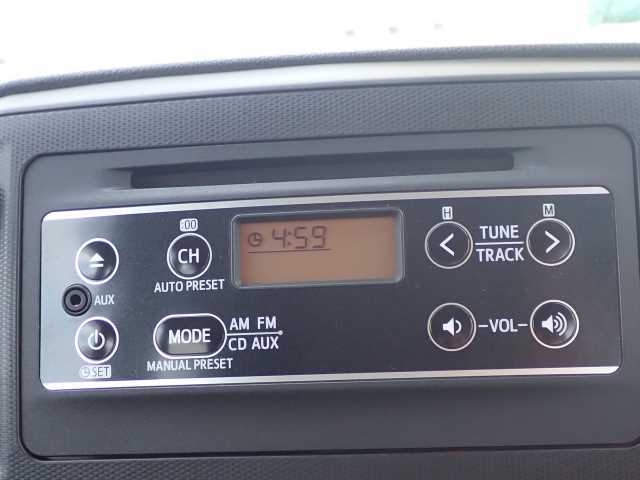 :00
H
M
4:59
CH
AUTO PRESET
TUNE
TRACK
AUX
MODE
AM FM
CD AUX
MANUAL PRESET
SET
-VOL-